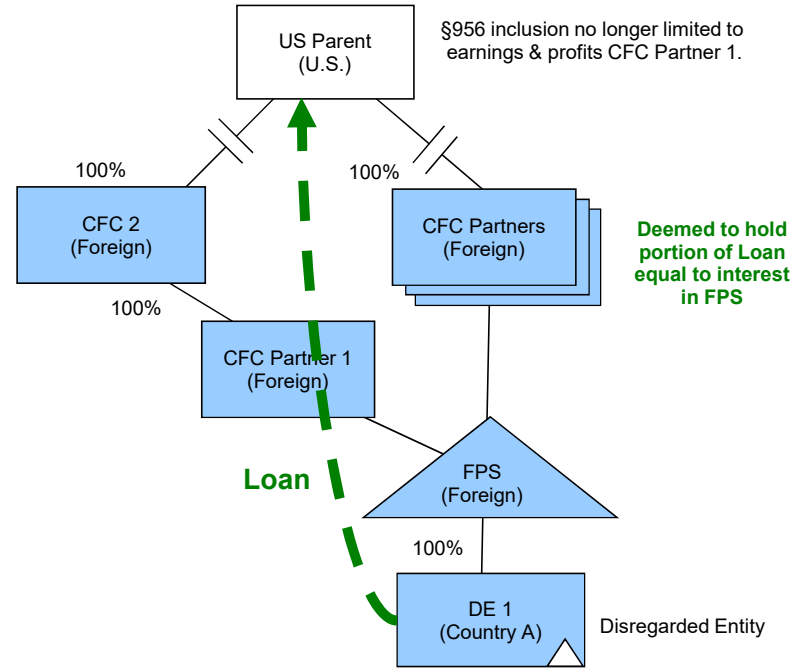 US Parent
(U.S.)
§956 inclusion no longer limited to
earnings & profits CFC Partner 1.
100%
100%
CFC 2
(Foreign)
CFC Partners
(Foreign)
Deemed to hold
portion of Loan
equal to interest
in FPS
100%
CFC Partner 1
(Foreign)
Loan
FPS
(Foreign)
100%
DE 1
(Country A)
Disregarded Entity